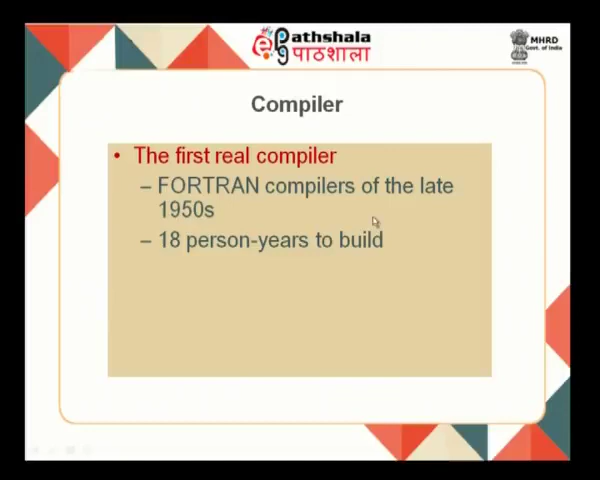 epathshala
पाठशाला
MHRD
Govt. of India
Compiler
• The first real compiler
– FORTRAN compilers of the late
1950s
– 18 person-years to build